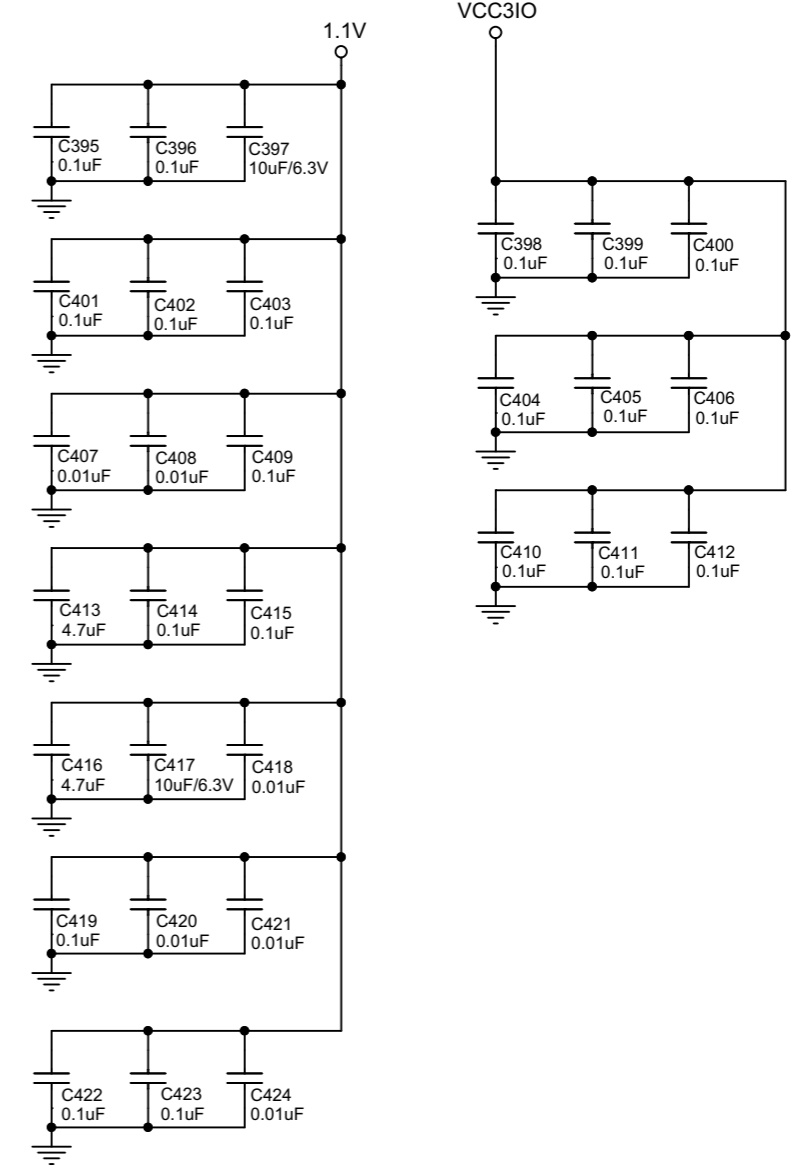 1.1V
VCC3IO
C395
0.1uF
C396
0.1uF
C397
10uF/6.3V
C398
0.1uF
C399
0.1uF
C400
0.1uF
C401
0.1uF
C402
0.1uF
C403
0.1uF
C404
0.1uF
C405
0.1uF
C406
0.1uF
C407
0.01uF
C408
0.01uF
C409
0.1uF
C410
0.1uF
C411
0.1uF
C412
0.1uF
C413
4.7uF
C414
0.1uF
C415
0.1uF
C416
4.7uF
C417
10uF/6.3V
C418
0.01uF
C419
0.1uF
C420
0.01uF
C421
0.01uF
C422
0.1uF
C423
0.1uF
C424
0.01uF